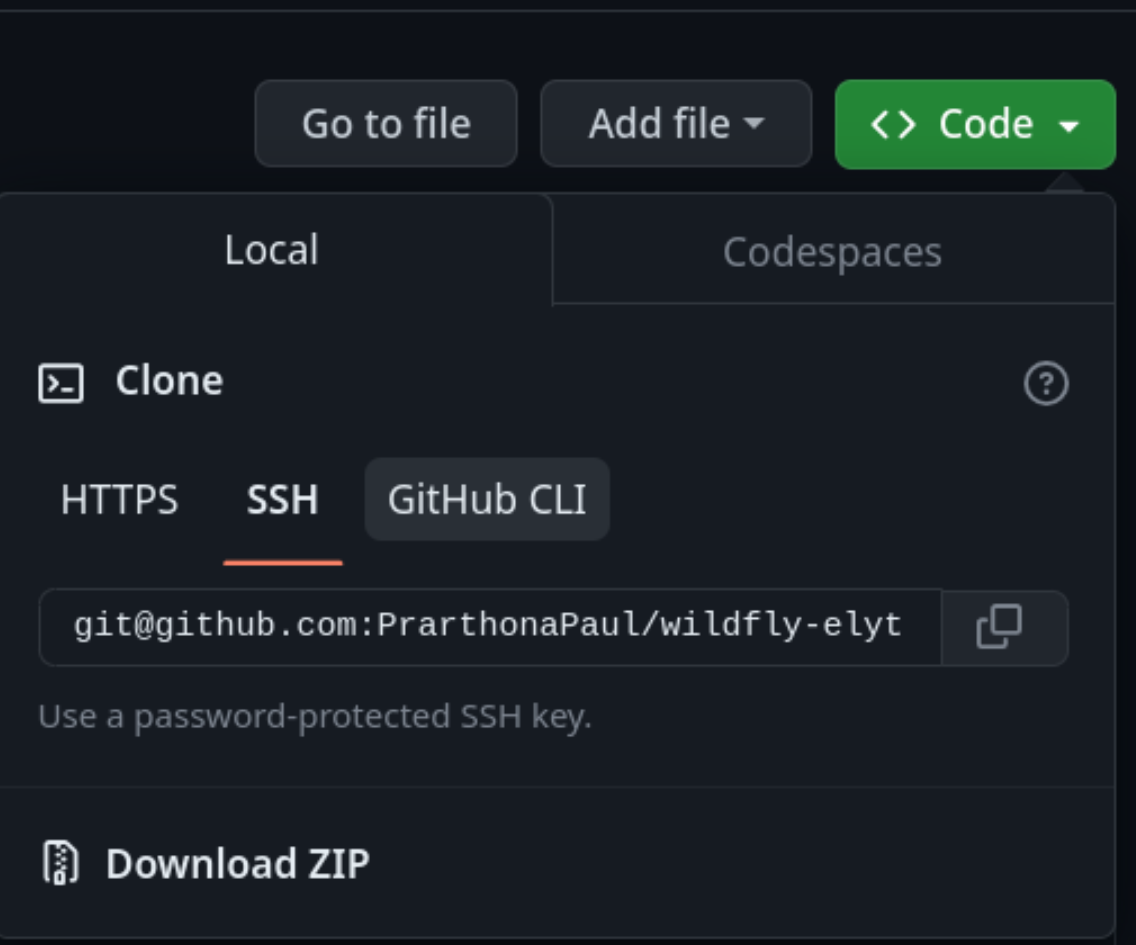 Go to file
Add file
<> Code
Local
Codespaces
Clone
HTTPS
SSH
GitHub CLI
git@github.com:PrarthonaPaul/wildfly-elyt
Use a password-protected SSH key.
Download ZIP